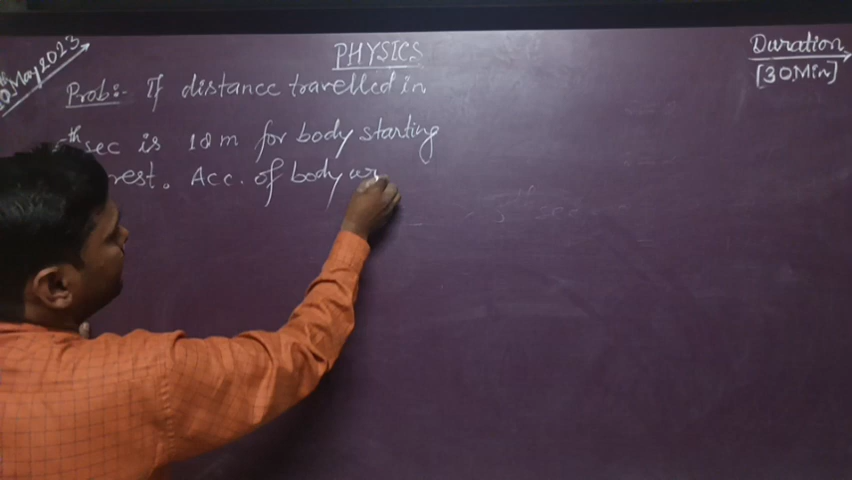 PHYSICS
10 May 2023
Duration
[30Min]
Prob:- If distance travelled in
th sec is 18 m for body starting
rest. Acc. of body